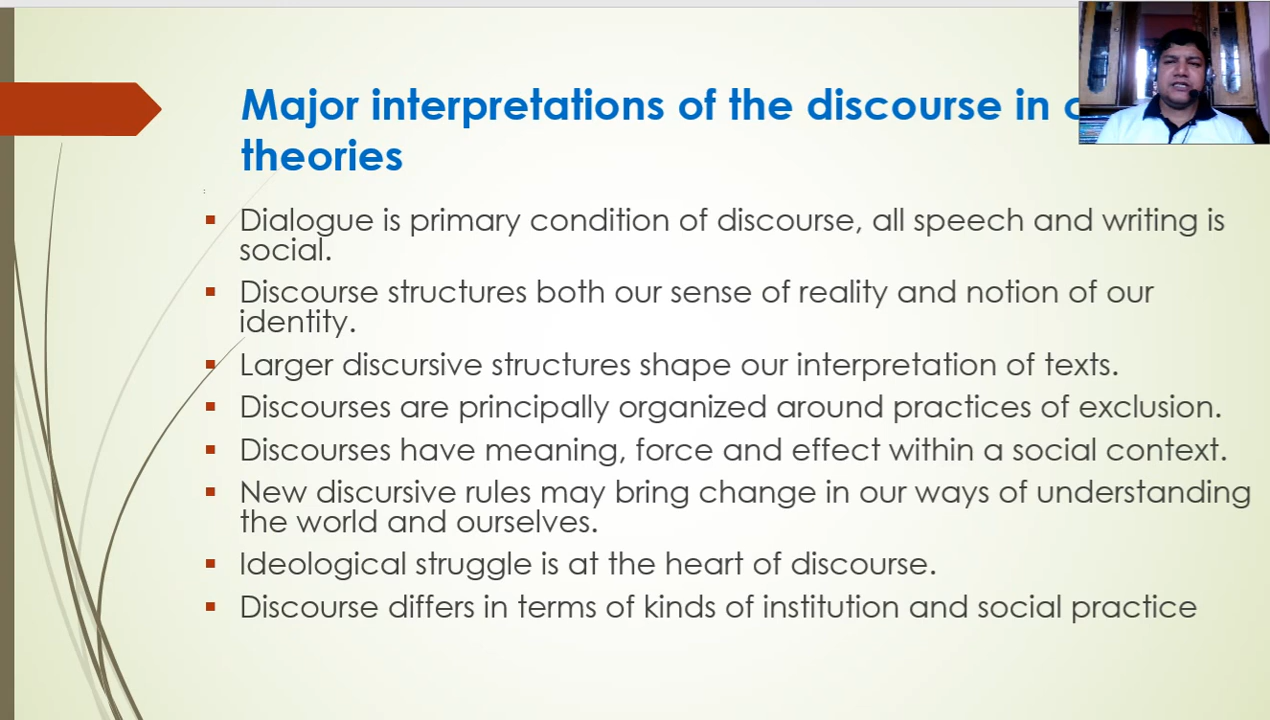 Major interpretations of the discourse in
theories
Dialogue is primary condition of discourse, all speech and writing is
social.
Discourse structures both our sense of reality and notion of our
identity.
Larger discursive structures shape our interpretation of texts.
Discourses are principally organized around practices of exclusion.
Discourses have meaning, force and effect within a social context.
New discursive rules may bring change in our ways of understanding
the world and ourselves.
Ideological struggle is at the heart of discourse.
Discourse differs in terms of kinds of institution and social practice